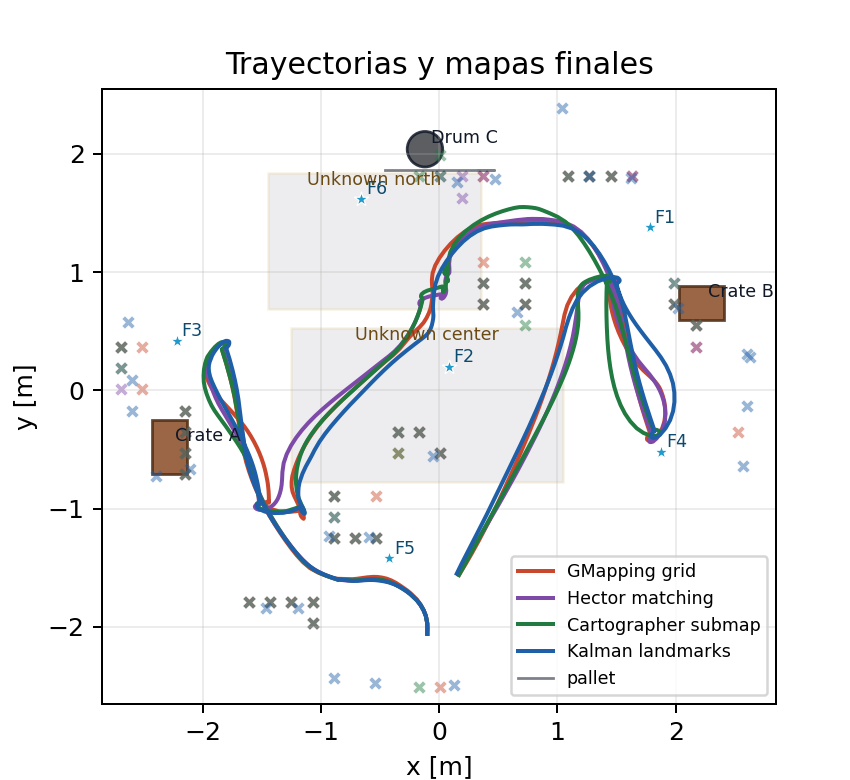 Trayectorias y mapas finales
Drum C
Unknown north
F6
F1
Crate B
Unknown center
F3
F2
Crate A
F4
F5
GMapping grid
Hector matching
Cartographer submap
Kalman landmarks
pallet
y [m]
2
1
0
−1
−2
−2
−1
0
1
2
x [m]